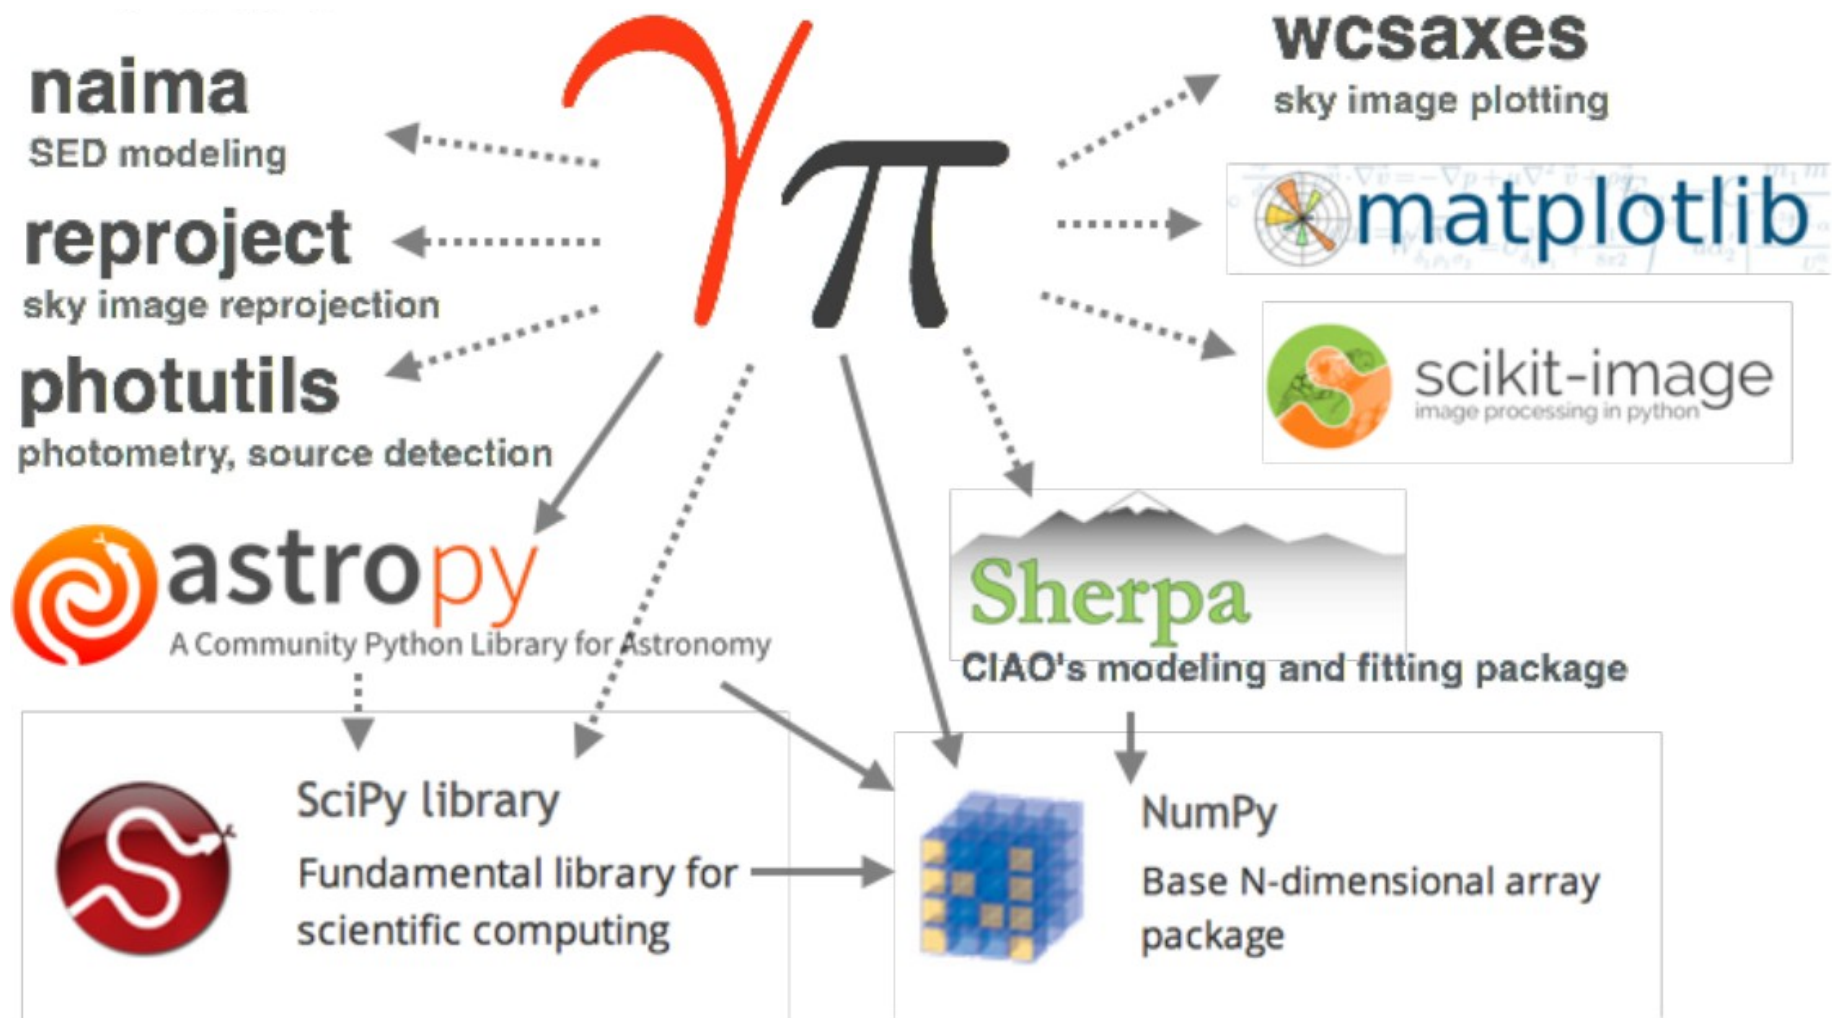 γπ
naima
SED modeling
reproject
sky image reprojection
photutils
photometry, source detection
wcsaxes
sky image plotting
matplotlib
scikit-image
image processing in python
astropy
A Community Python Library for Astronomy
Sherpa
CIAO's modeling and fitting package
SciPy library
Fundamental library for
scientific computing
NumPy
Base N-dimensional array
package